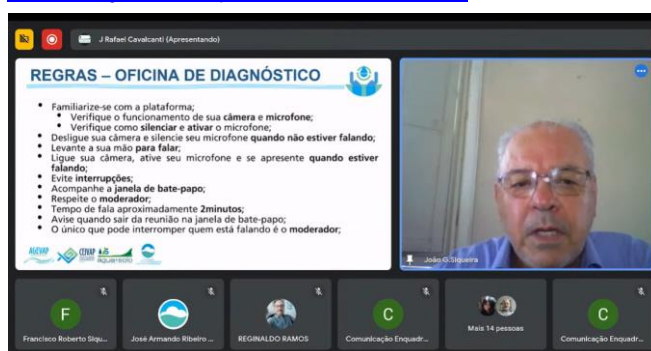 J Rafael Cavalcanti (Apresentando)
REGRAS – OFICINA DE DIAGNÓSTICO
• Familiarize-se com a plataforma;
• Verifique o funcionamento de sua câmera e microfone;
• Verifique como silenciar e ativar o microfone;
• Desligue sua câmera e silencie seu microfone quando não estiver falando;
• Levante a sua mão para falar;
• Ligue sua câmera, ative seu microfone e se apresente quando estiver
falando;
• Evite interrupções;
• Acompanhe a janela de bate-papo;
• Respeite o moderador;
• Tempo de fala aproximadamente 2minutos;
• Avise quando sair da reunião na janela de bate-papo;
• O único que pode interromper quem está falando é o moderador;
AGEVAP
CEIVAP
João G.Siqueira
F
C
C
Francisco Roberto Siqu...
José Armando Ribeiro ...
REGINALDO RAMOS
Comunicação Enquadr...
Mais 14 pessoas
Comunicação Enquadr...